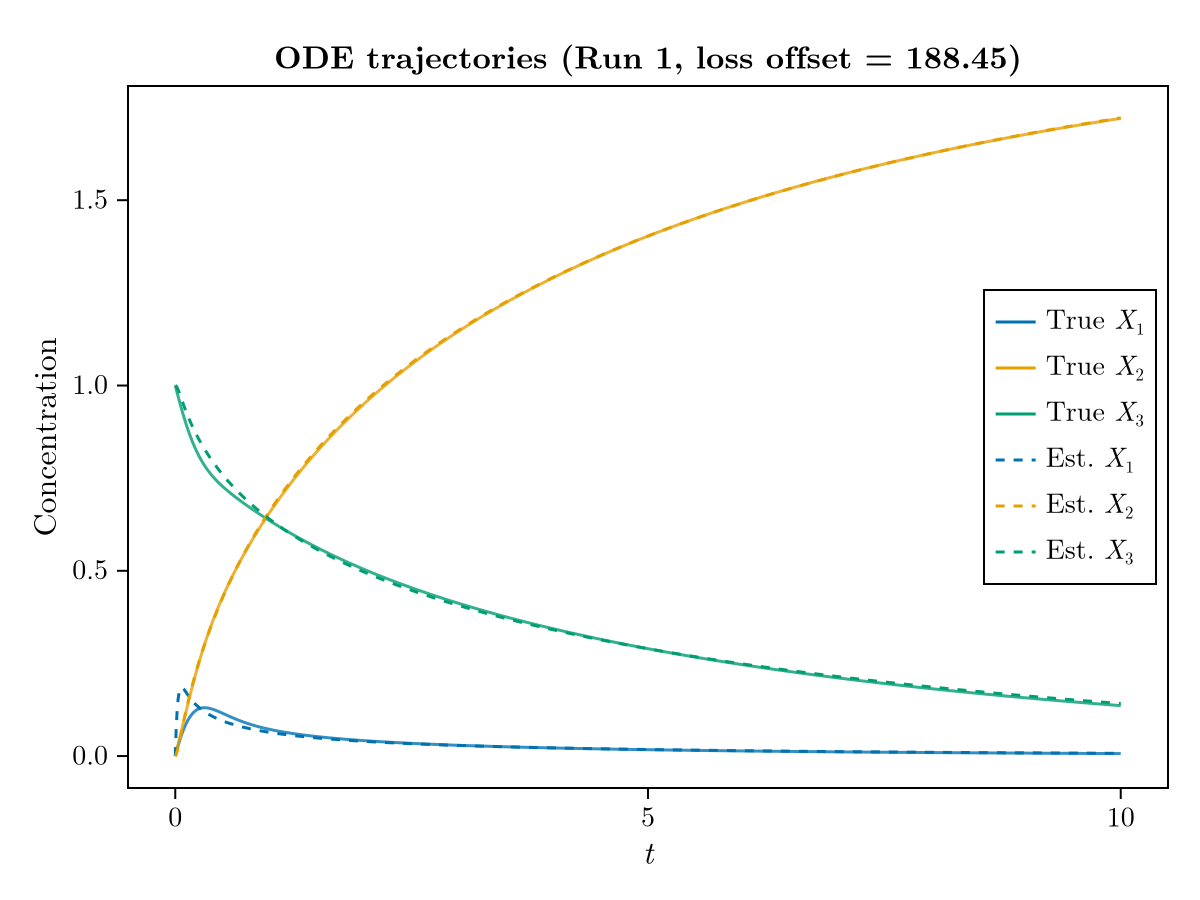 ODE trajectories (Run 1, loss offset = 188.45)
Concentration
1.5
1.0
0.5
0.0
0
5
10
t
True X₁
True X₂
True X₃
Est. X₁
Est. X₂
Est. X₃